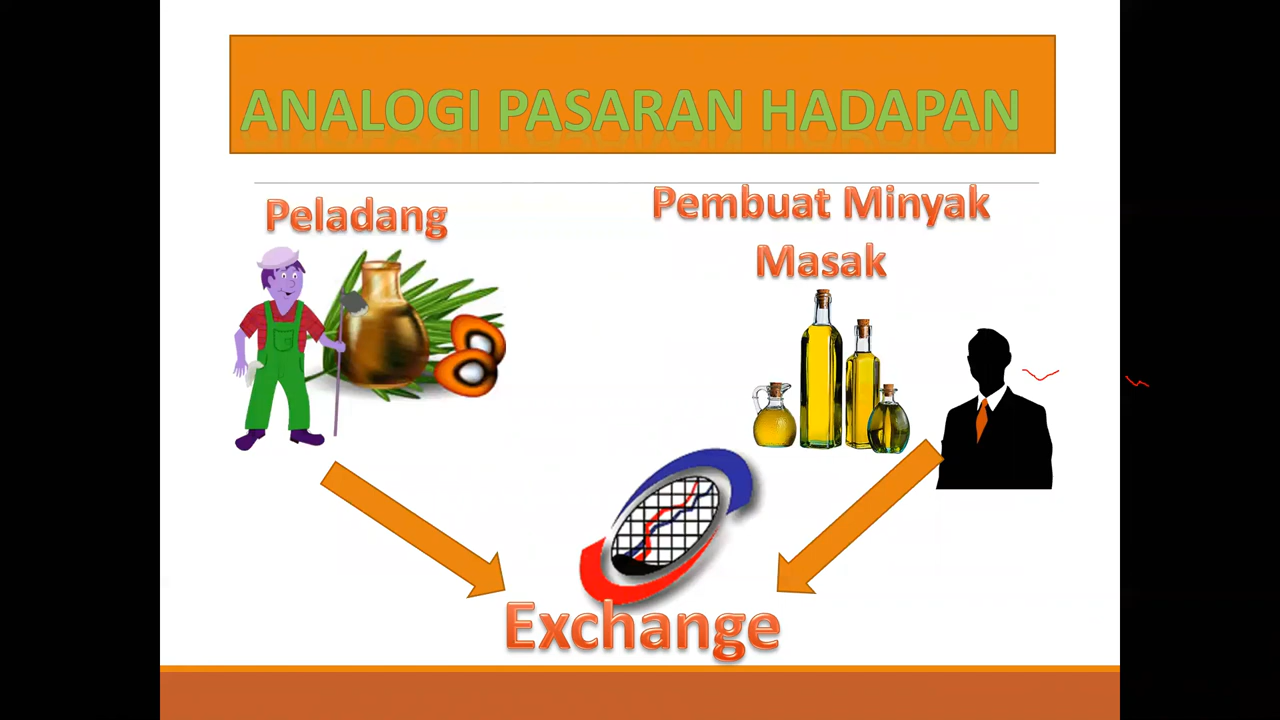 ANALOGI PASARAN HADAPAN
Peladang
Pembuat Minyak
Masak
Exchange